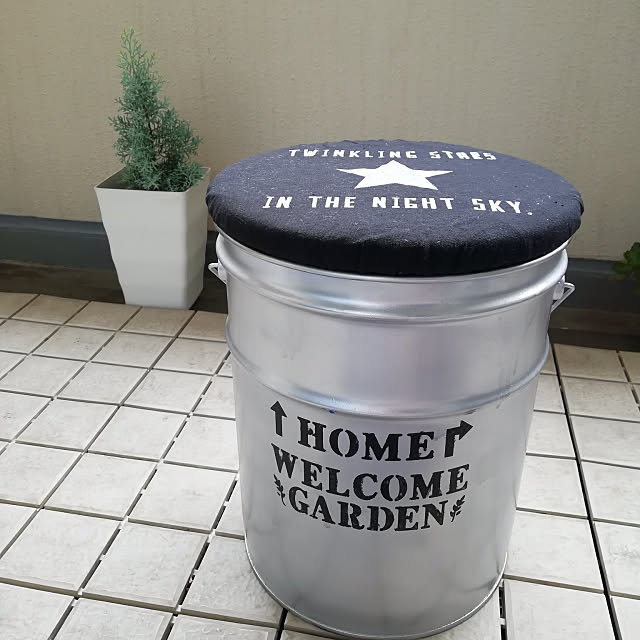 TWINKLING STARS
IN THE NIGHT SKY.
HOME
WELCOME
GARDEN